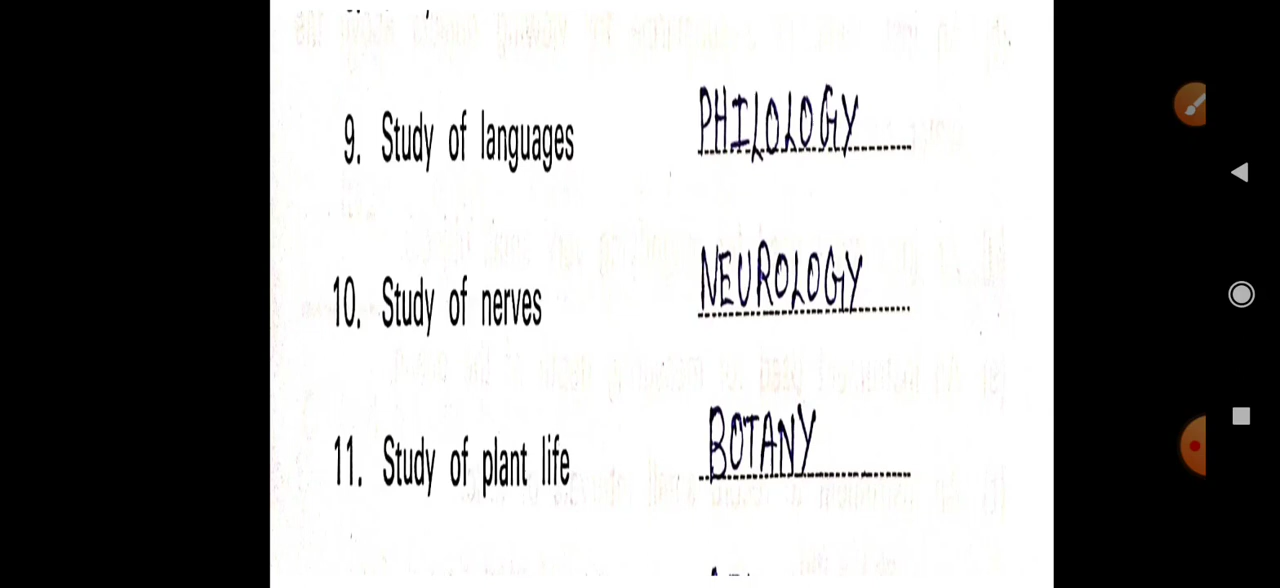 9. Study of languages PHILOLOGY
10. Study of nerves NEUROLOGY
11. Study of plant life BOTANY